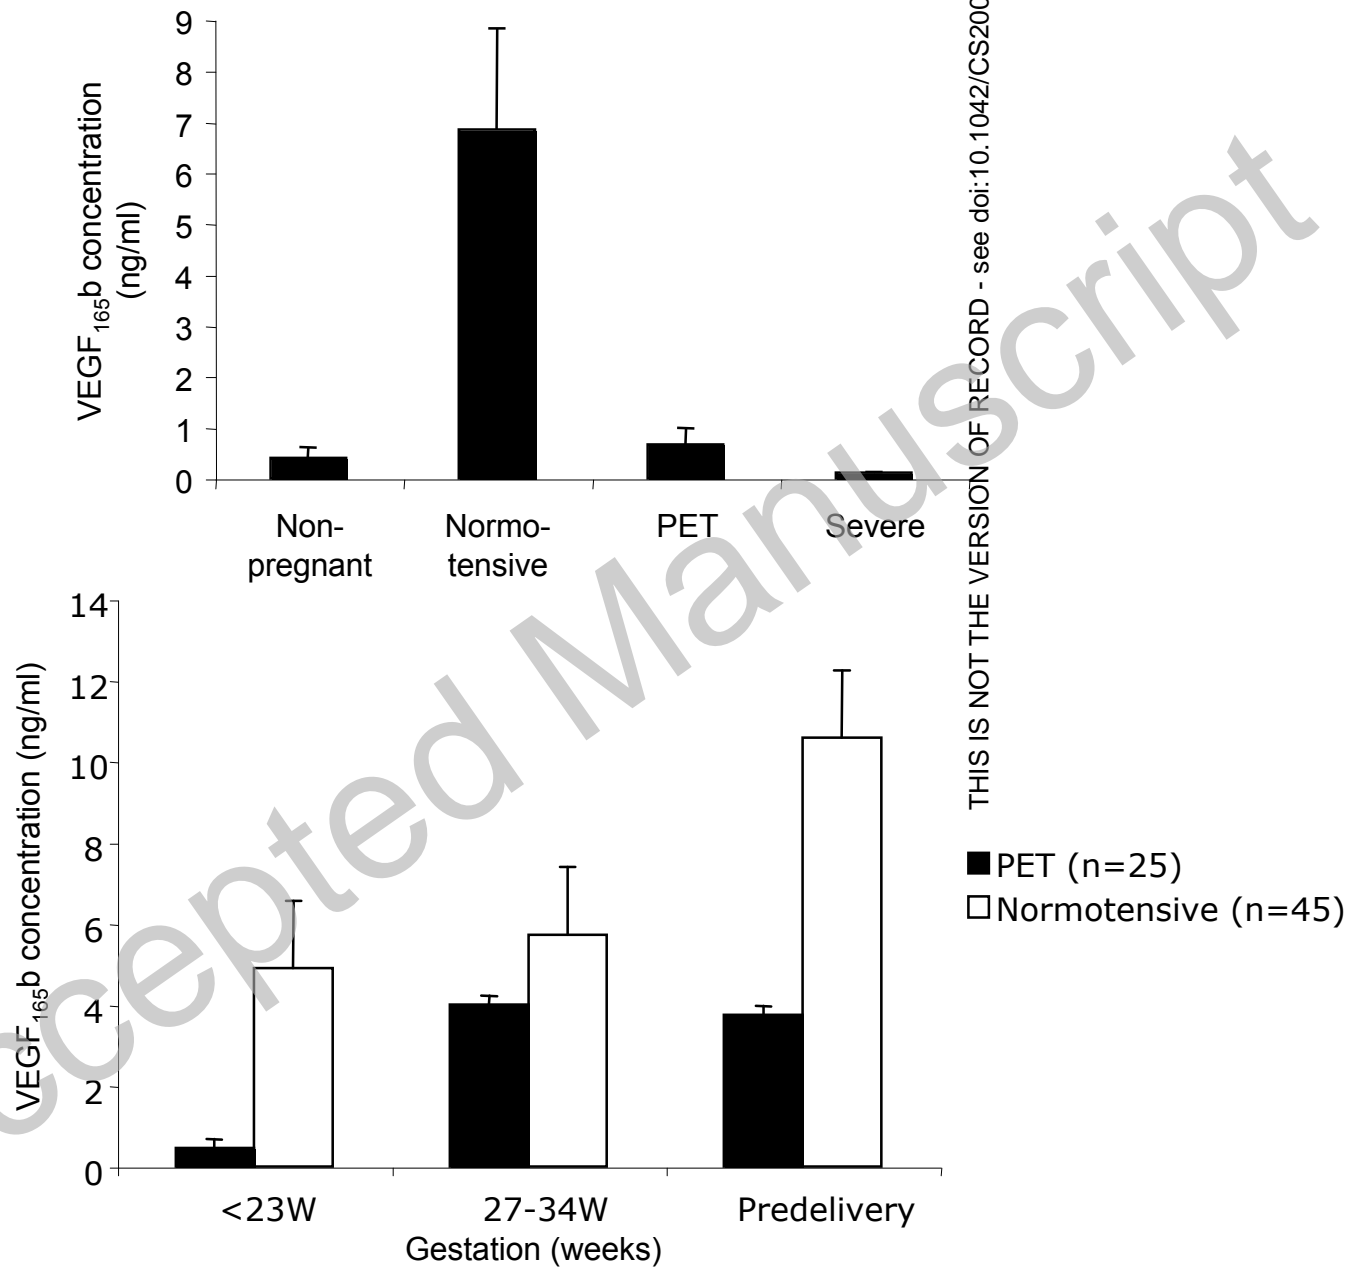 9
8
7
6
5
4
3
2
1
0
VEGF165b concentration
(ng/ml)
Non-
pregnant
Normo-
tensive
PET
Severe
THIS IS NOT THE VERSION OF RECORD - see doi:10.1042/CS200
14
12
10
8
6
4
2
0
VEGF165b concentration (ng/ml)
<23W
27-34W
Predelivery
Gestation (weeks)
PET (n=25)
Normotensive (n=45)
ccepted Manuscript